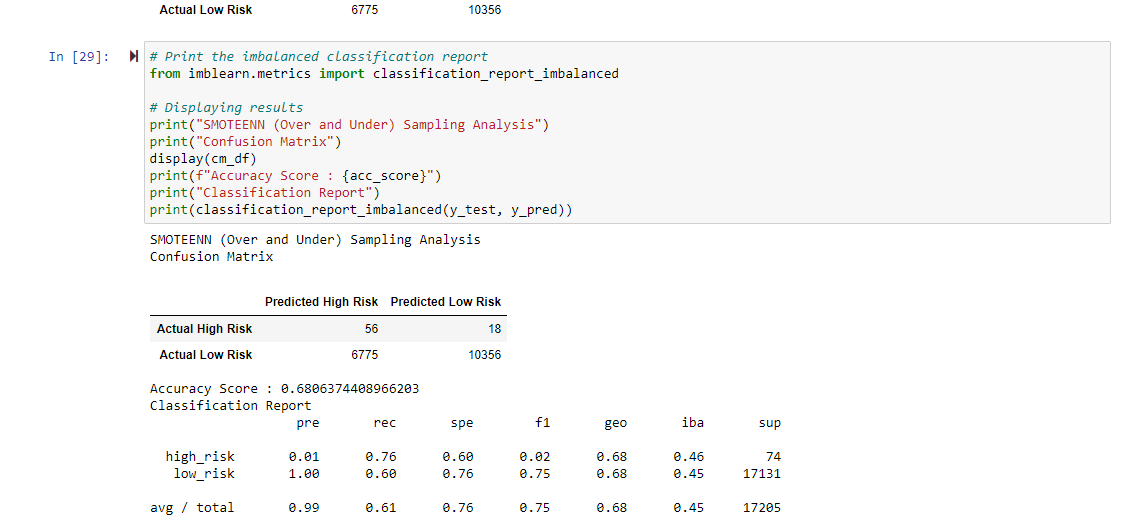 Actual Low Risk 6775 10356
In [29]:
# Print the imbalanced classification report
from imblearn.metrics import classification_report_imbalanced
# Displaying results
print("SMOTEENN (Over and Under) Sampling Analysis")
print("Confusion Matrix")
display(cm_df)
print(f"Accuracy Score : {acc_score}")
print("Classification Report")
print(classification_report_imbalanced(y_test, y_pred))
SMOTEENN (Over and Under) Sampling Analysis
Confusion Matrix
Predicted High Risk Predicted Low Risk
Actual High Risk 56 18
Actual Low Risk 6775 10356
Accuracy Score : 0.6806374408966203
Classification Report
pre rec spe f1 geo iba sup
high_risk 0.01 0.76 0.60 0.02 0.68 0.46 74
low_risk 1.00 0.60 0.76 0.75 0.68 0.45 17131
avg / total 0.99 0.61 0.76 0.75 0.68 0.45 17205